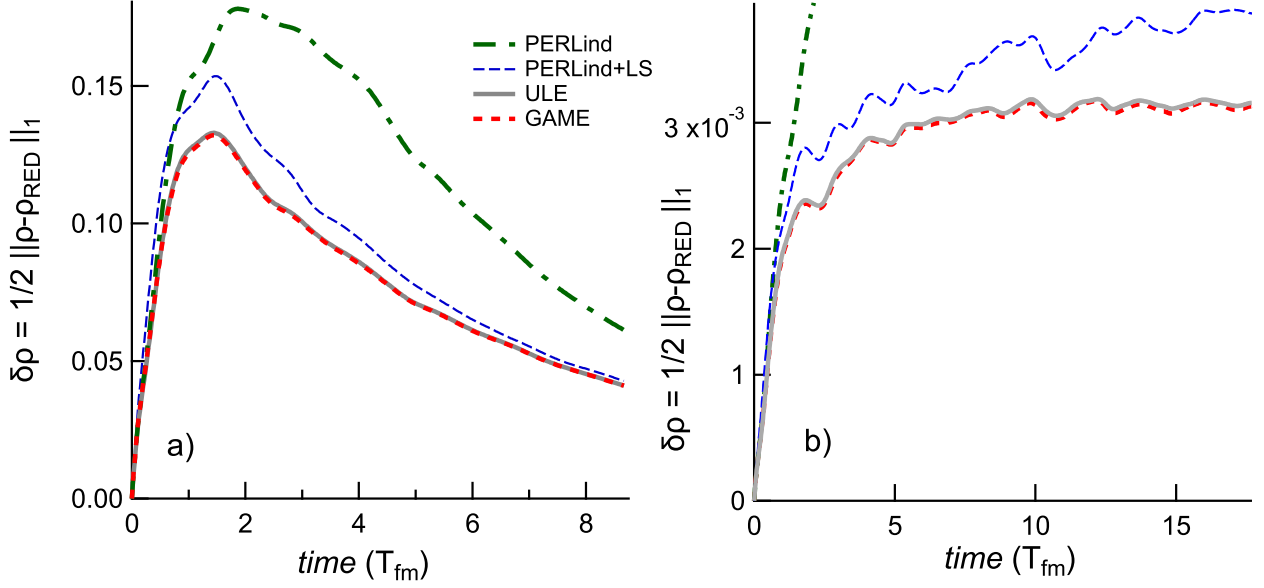 0.15
0.10
0.05
0.00
0
2
4
6
8
δρ = 1/2 ||ρ-ρRED ||1
time (Tfm)
a)
PERLind
PERLind+LS
ULE
GAME
3 x10-3
2
1
0
0
5
10
15
δρ = 1/2 ||ρ-ρRED ||1
time (Tfm)
b)